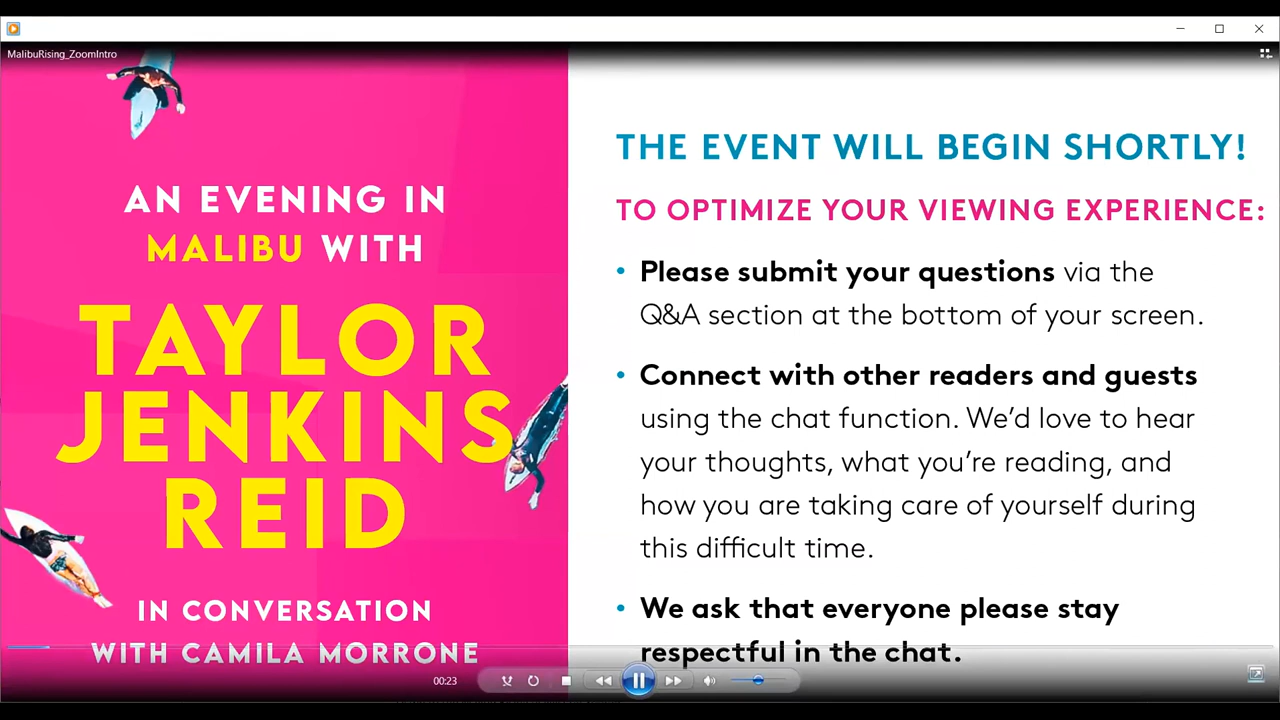 MalibuRising_ZoomIntro
AN EVENING IN
MALIBU WITH
TAYLOR
JENKINS
REID
IN CONVERSATION
WITH CAMILA MORRONE
THE EVENT WILL BEGIN SHORTLY!
TO OPTIMIZE YOUR VIEWING EXPERIENCE:
• Please submit your questions via the
Q&A section at the bottom of your screen.
• Connect with other readers and guests
using the chat function. We’d love to hear
your thoughts, what you’re reading, and
how you are taking care of yourself during
this difficult time.
• We ask that everyone please stay
respectful in the chat.
00:23